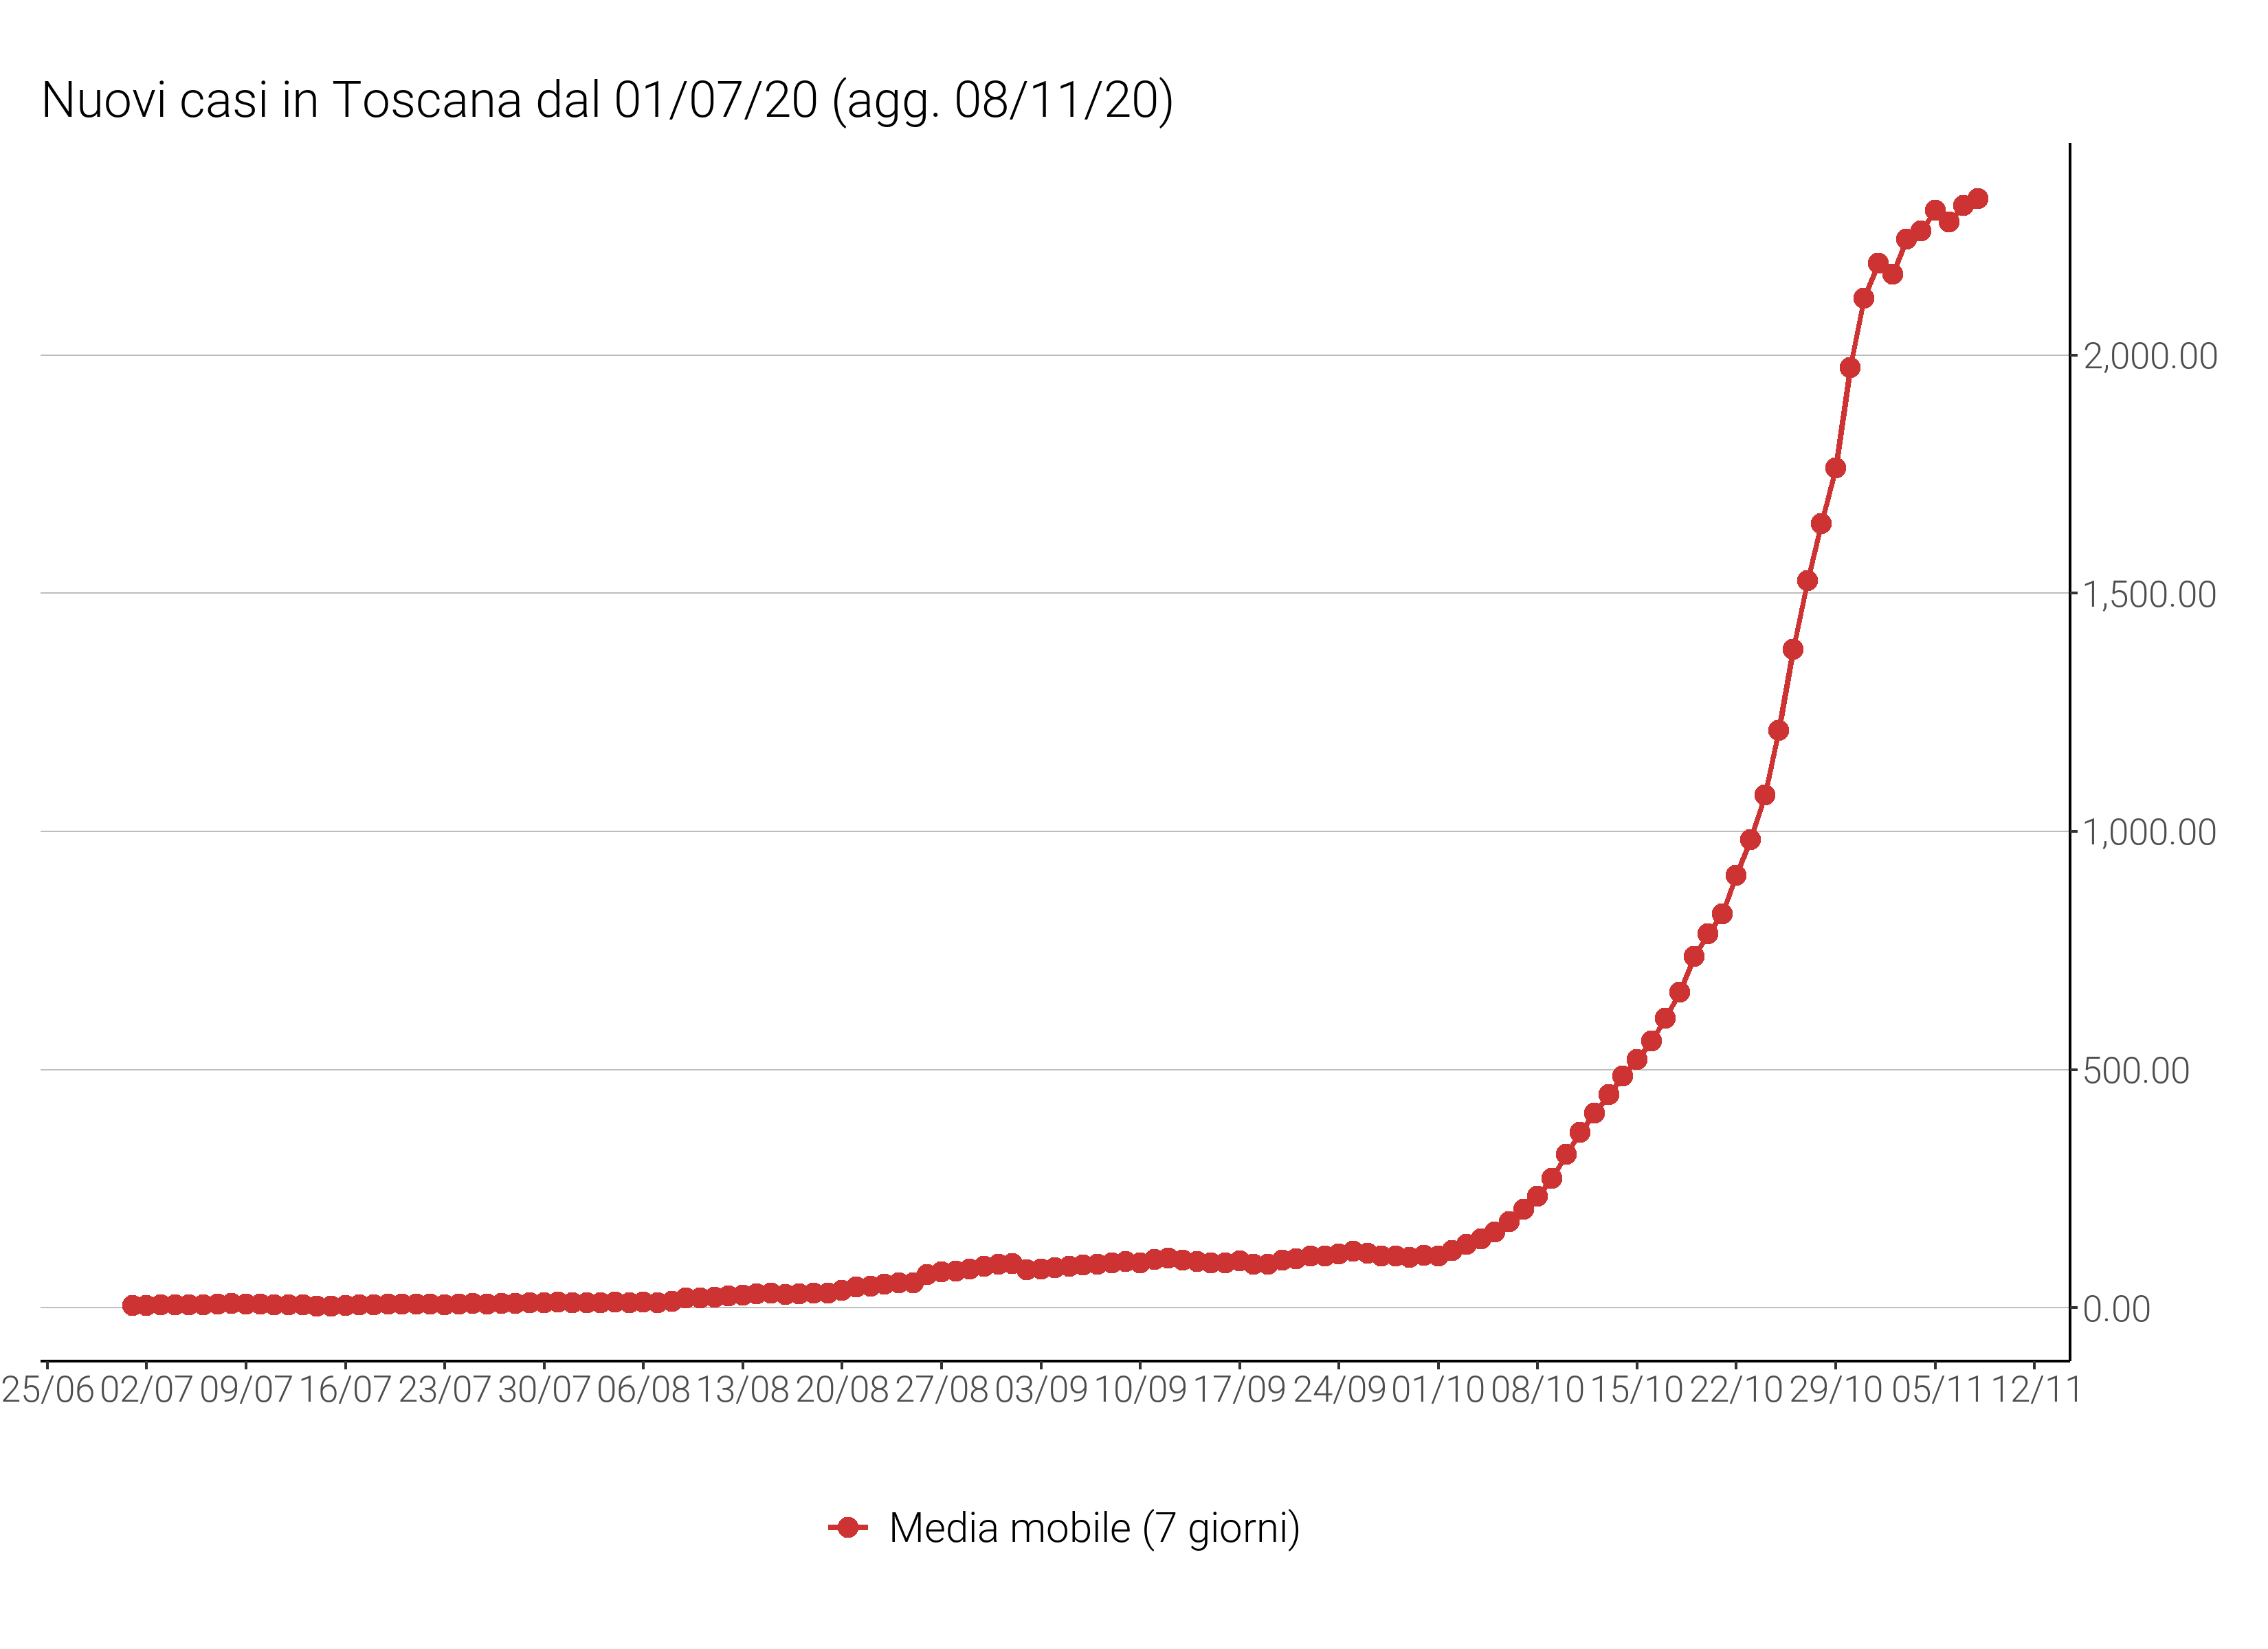 Nuovi casi in Toscana dal 01/07/20 (agg. 08/11/20)
2,000.00
1,500.00
1,000.00
500.00
0.00
25/06 02/07 09/07 16/07 23/07 30/07 06/08 13/08 20/08 27/08 03/09 10/09 17/09 24/09 01/10 08/10 15/10 22/10 29/10 05/11 12/11
Media mobile (7 giorni)